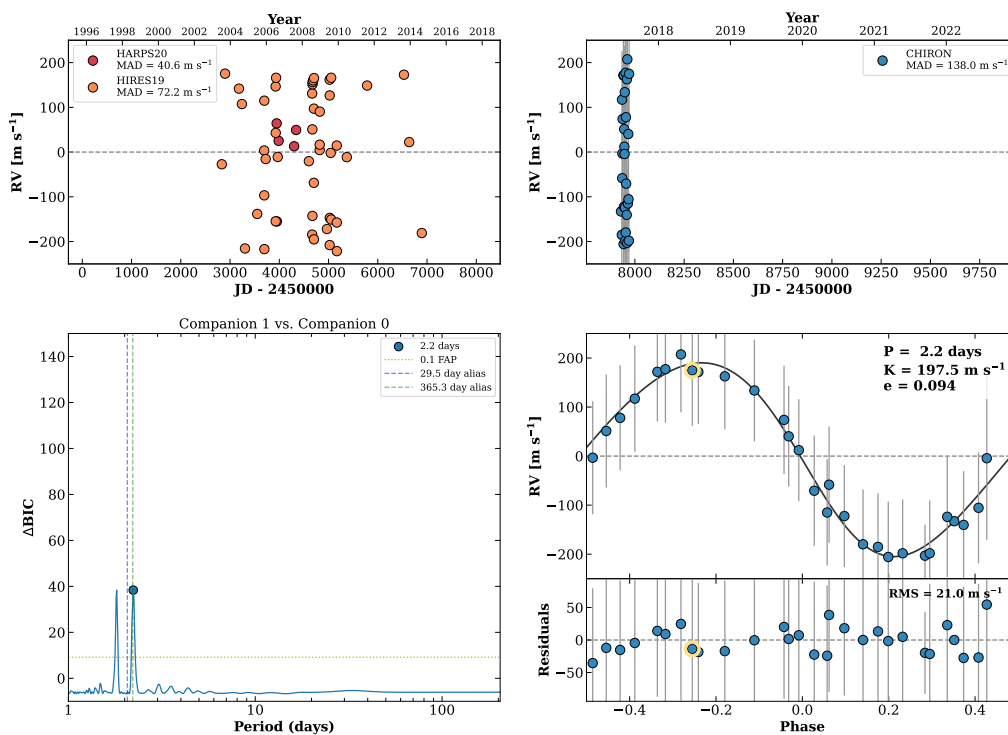 Year
1996 1998 2000 2002 2004 2006 2008 2010 2012 2014 2016 2018
HARPS20
MAD = 40.6 m s⁻¹
HIRES19
MAD = 72.2 m s⁻¹
RV [m s⁻¹]
200
100
0
−100
−200
0 1000 2000 3000 4000 5000 6000 7000 8000
JD - 2450000
Year
2018 2019 2020 2021 2022
CHIRON
MAD = 138.0 m s⁻¹
RV [m s⁻¹]
200
100
0
−100
−200
8000 8250 8500 8750 9000 9250 9500 9750
JD - 2450000
Companion 1 vs. Companion 0
2.2 days
0.1 FAP
29.5 day alias
365.3 day alias
ΔBIC
140
120
100
80
60
40
20
0
1 10 100
Period (days)
P = 2.2 days
K = 197.5 m s⁻¹
e = 0.094
RV [m s⁻¹]
200
100
0
−100
−200
RMS = 21.0 m s⁻¹
Residuals
50
0
−50
−0.4 −0.2 0.0 0.2 0.4
Phase